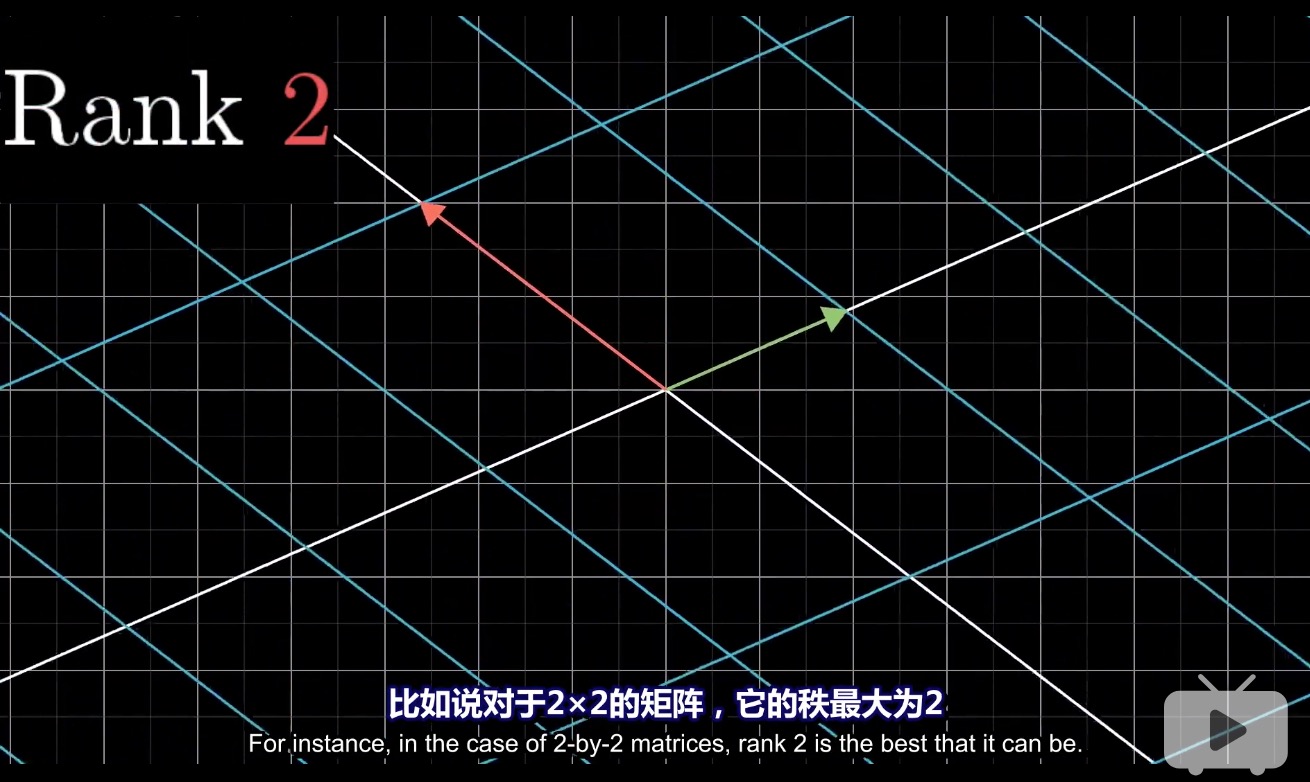 Rank 2
比如说对于2×2的矩阵，它的秩最大为2
For instance, in the case of 2-by-2 matrices, rank 2 is the best that it can be.